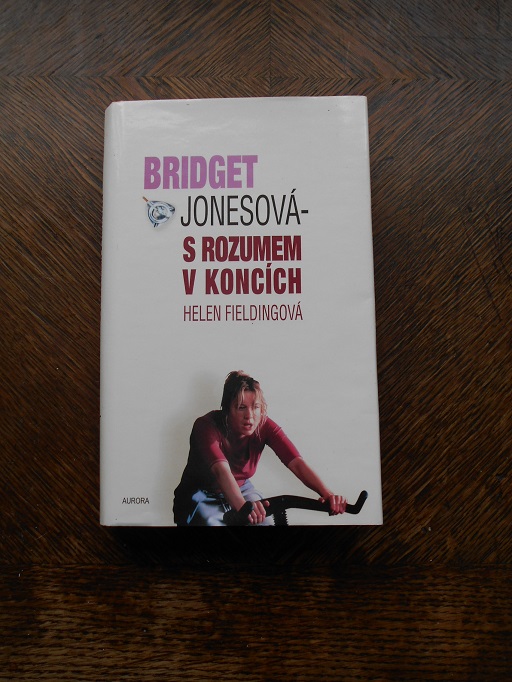 BRIDGET
JONESOVÁ-
S ROZUMEM
V KONCÍCH
HELEN FIELDINGOVÁ
AURORA